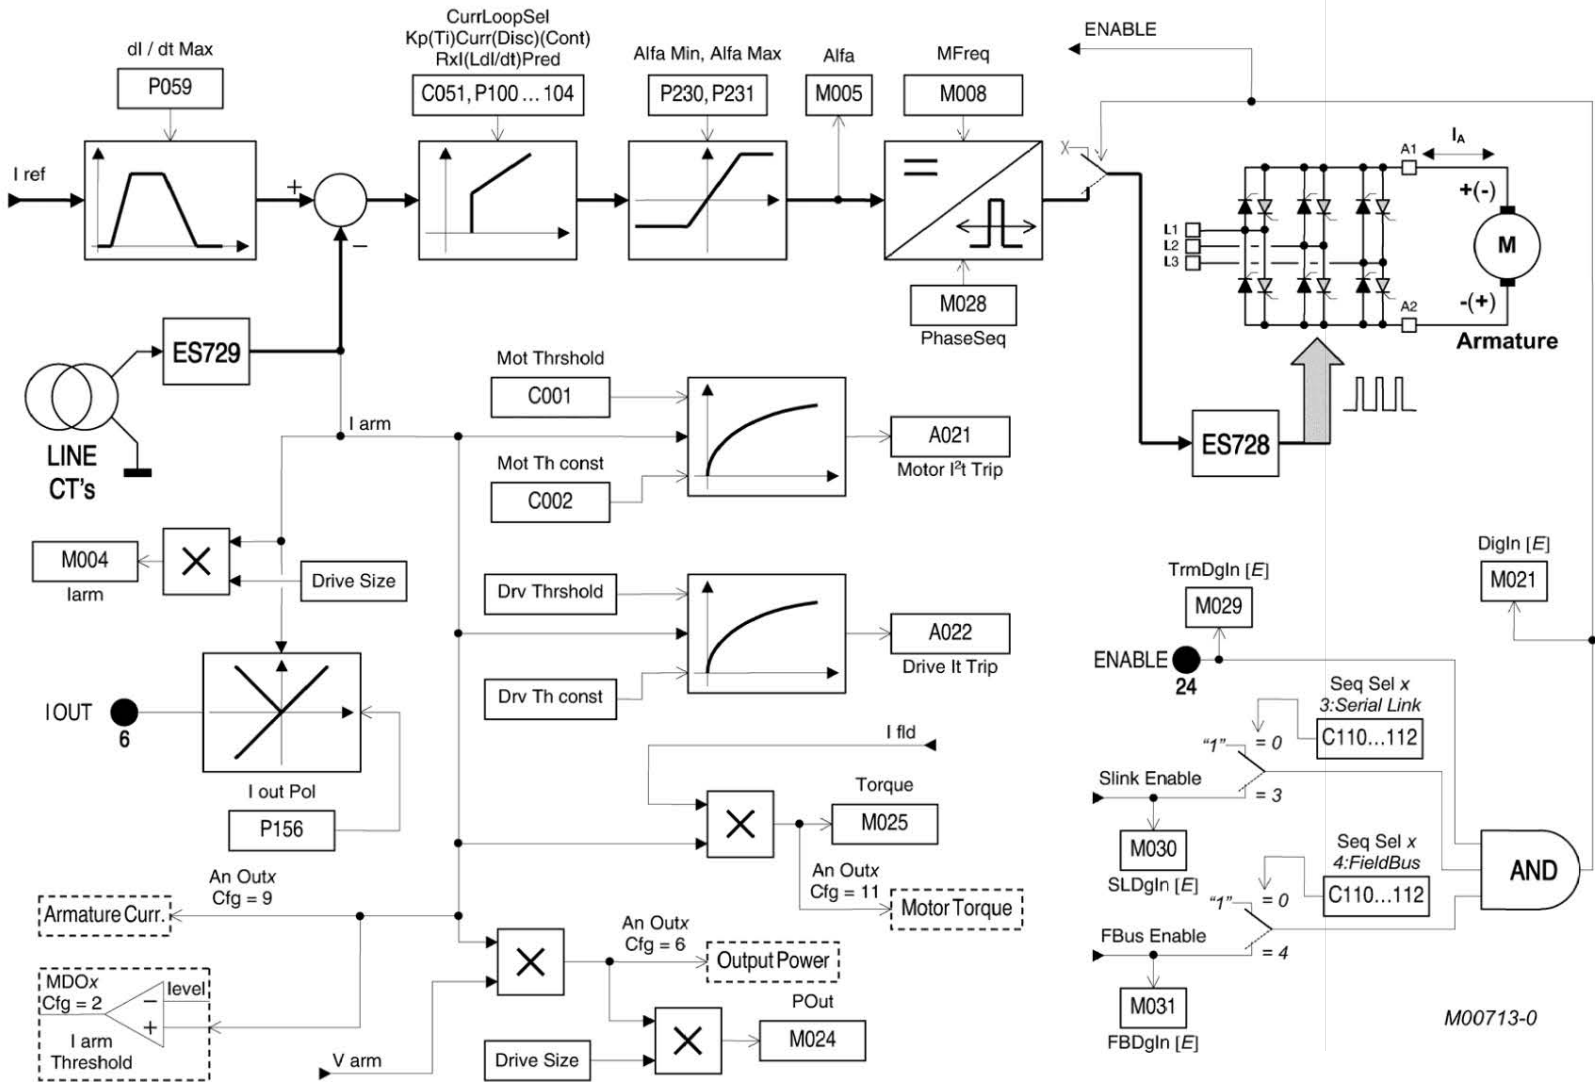 dI / dt Max
P059
CurrLoopSel
Kp(Ti)Curr(Disc)(Cont)
RxI(LdI/dt)Pred
C051, P100 ... 104
Alfa Min, Alfa Max
P230, P231
Alfa
M005
MFreq
M008
ENABLE
I ref
+
−
M028
PhaseSeq
X
A1
IA
+(-)
L1
L2
L3
M
-(+)
A2
Armature
ES729
LINE
CT's
I arm
Mot Thrshold
C001
Mot Th const
C002
A021
Motor I²t Trip
ES728
M004
Iarm
X
Drive Size
Drv Thrshold
Drv Th const
A022
Drive It Trip
I OUT
6
I out Pol
P156
I fld
X
Torque
M025
An Outx
Cfg = 11
Motor Torque
An Outx
Cfg = 9
Armature Curr.
MDOx
Cfg = 2
level
−
+
I arm
Threshold
X
An Outx
Cfg = 6
Output Power
V arm
Drive Size
X
POut
M024
DigIn [E]
M021
TrmDgIn [E]
M029
ENABLE
24
Seq Sel x
3:Serial Link
C110...112
"1"
= 0
= 3
Slink Enable
M030
SLDgIn [E]
Seq Sel x
4:FieldBus
C110...112
"1"
= 0
= 4
FBus Enable
M031
FBDgIn [E]
AND
M00713-0